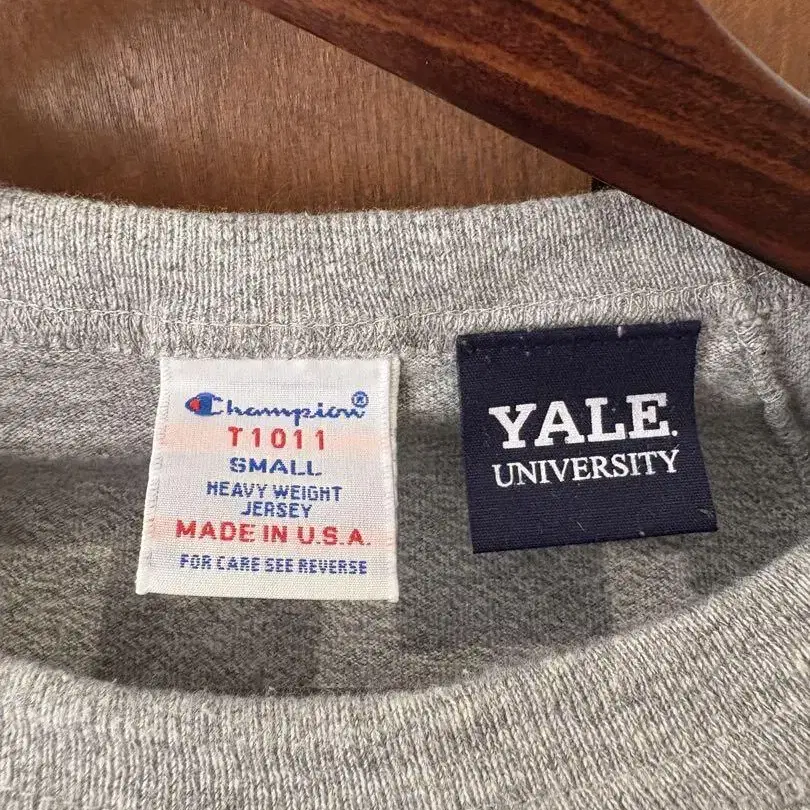 Champion®
T1011
SMALL
HEAVY WEIGHT
JERSEY
MADE IN U.S.A.
FOR CARE SEE REVERSE
YALE.
UNIVERSITY